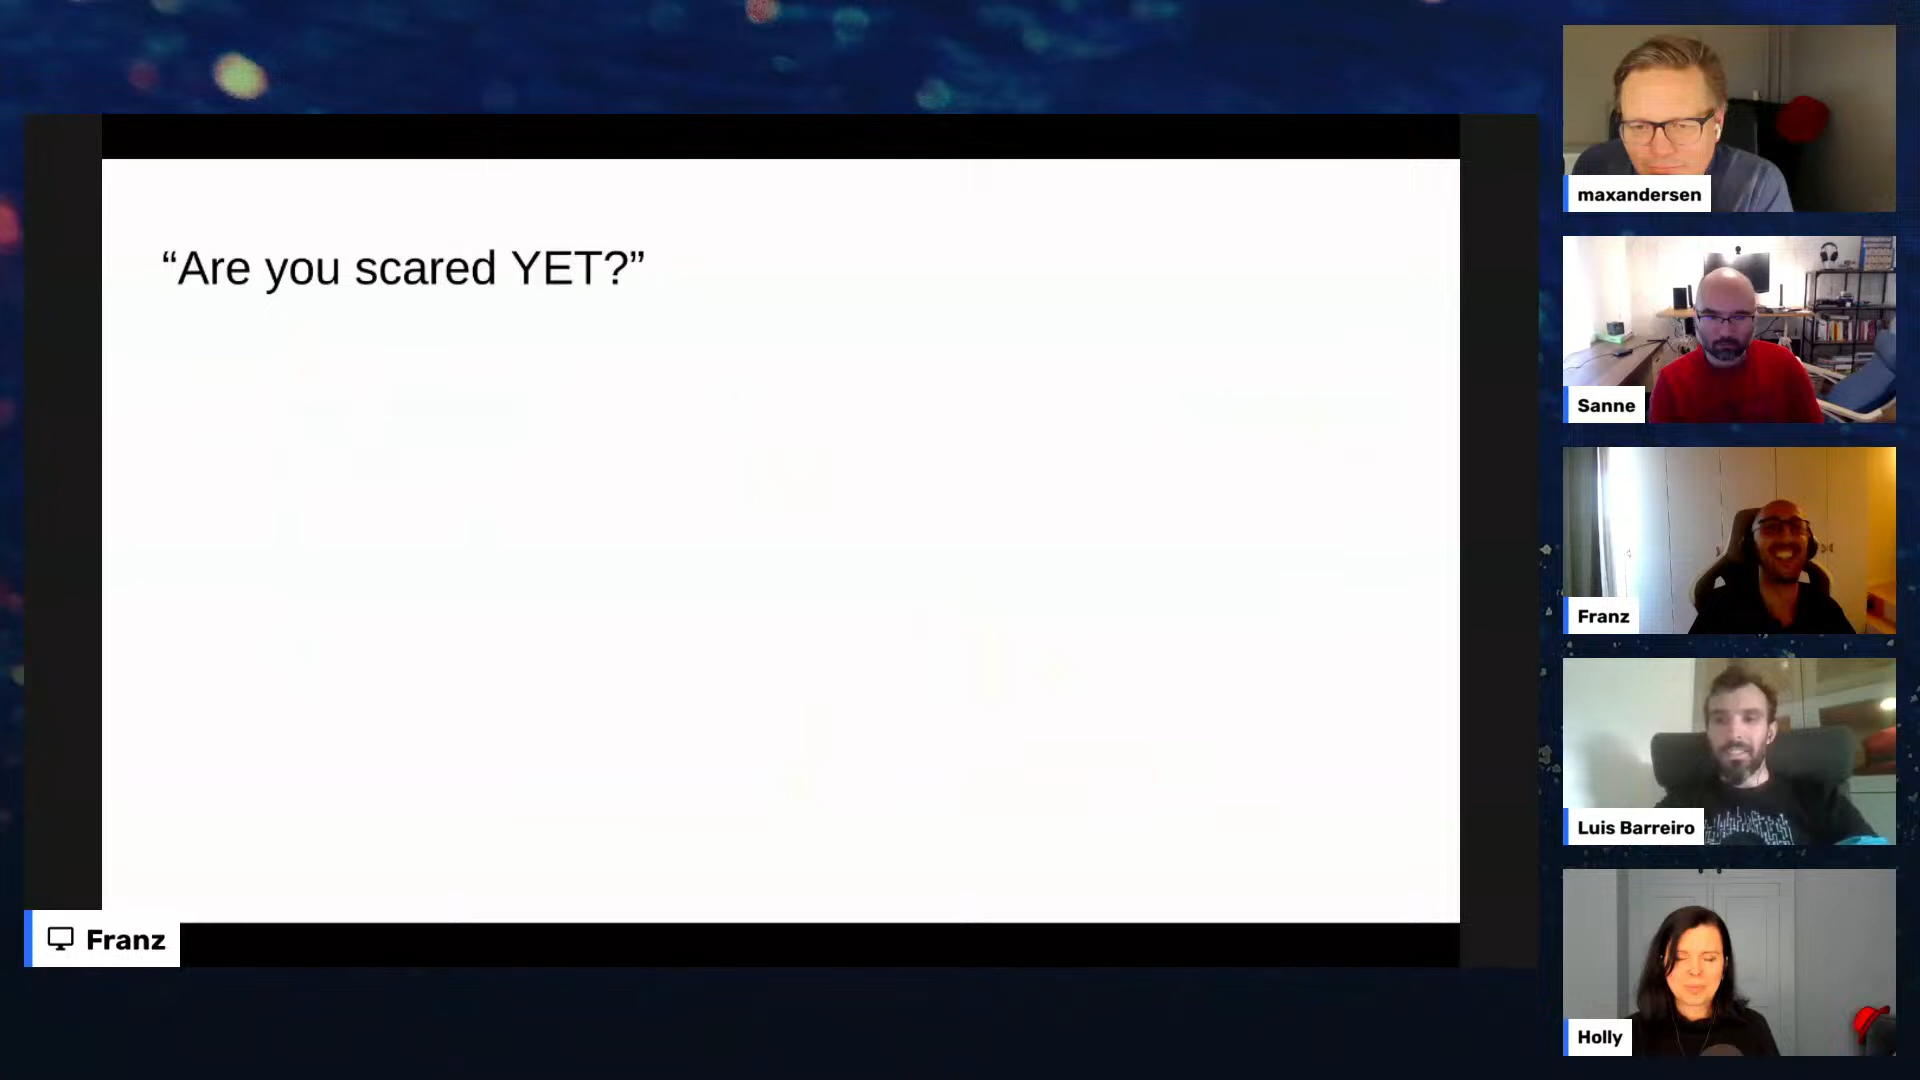 “Are you scared YET?”
Franz
maxandersen
Sanne
Franz
Luis Barreiro
Holly